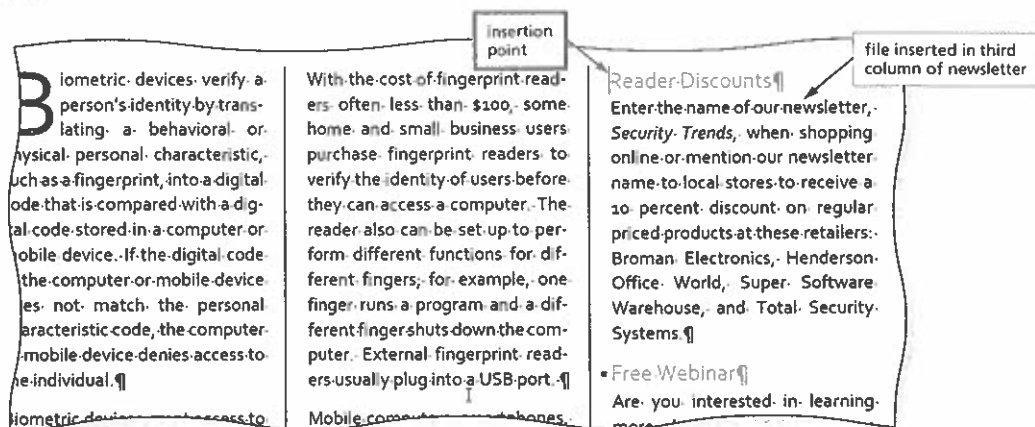 insertion
point
file inserted in third
column of newsletter
Biometric devices verify a
person's identity by trans-
lating a behavioral or
hysical personal characteristic,
uch as a fingerprint, into a digital
ode that is compared with a dig-
al code stored in a computer or
obile device. If the digital code
the computer or mobile device
es not match the personal
aracteristic code, the computer
mobile device denies access to
he individual.¶
iometric access to
With the cost of fingerprint read-
ers often less than $100, some
home and small business users
purchase fingerprint readers to
verify the identity of users before
they can access a computer. The
reader also can be set up to per-
form different functions for dif-
ferent fingers; for example, one
finger runs a program and a dif-
ferent finger shuts down the com-
puter. External fingerprint read-
ers usually plug into a USB port. ¶
Mobile
Reader Discounts¶
Enter the name of our newsletter,
Security Trends, when shopping
online or mention our newsletter
name to local stores to receive a
10 percent discount on regular
priced products at these retailers:
Broman Electronics, Henderson
Office World, Super Software
Warehouse, and Total Security
Systems.¶
▪ Free Webinar¶
Are you interested in learning